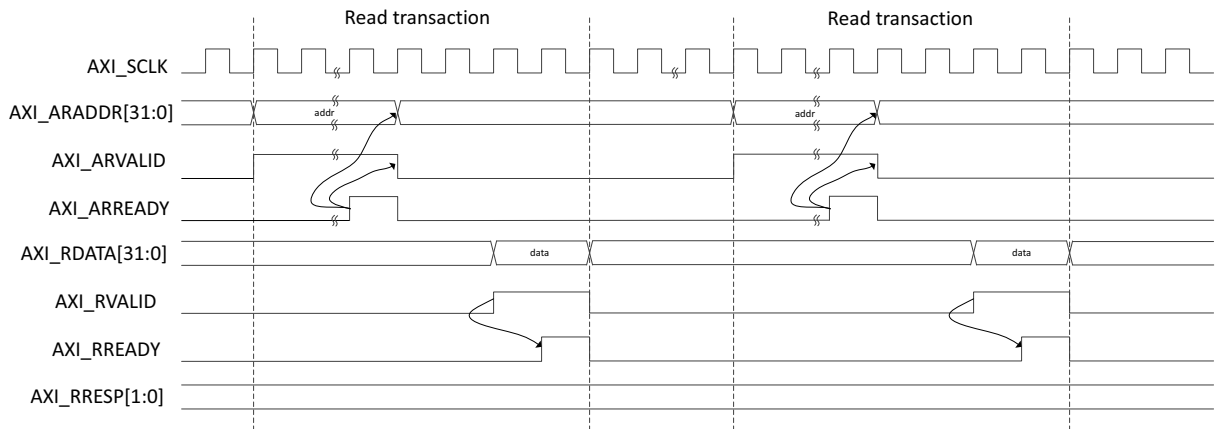 Read transaction
Read transaction
AXI_SCLK
AXI_ARADDR[31:0]
addr
addr
AXI_ARVALID
AXI_ARREADY
AXI_RDATA[31:0]
data
data
AXI_RVALID
AXI_RREADY
AXI_RRESP[1:0]